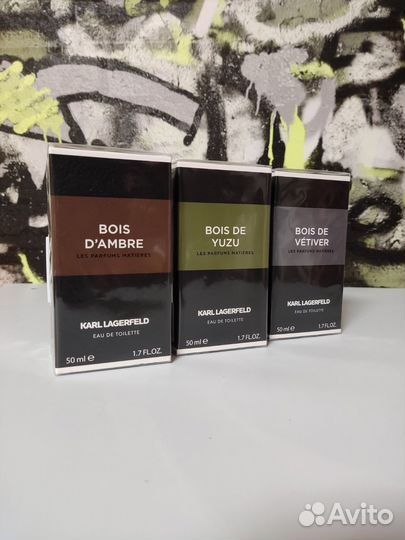 BOIS
D'AMBRE
LES PARFUMS MATIÈRES
KARL LAGERFELD
EAU DE TOILETTE
50 ml e
1.7 FL.OZ.
BOIS DE
YUZU
LES PARFUMS MATIÈRES
KARL LAGERFELD
EAU DE TOILETTE
50 ml e
1.7 FL.OZ.
BOIS DE
VÉTIVER
LES PARFUMS MATIÈRES
KARL LAGERFELD
EAU DE TOILETTE
50 ml e
1.7 FL.OZ.
Avito